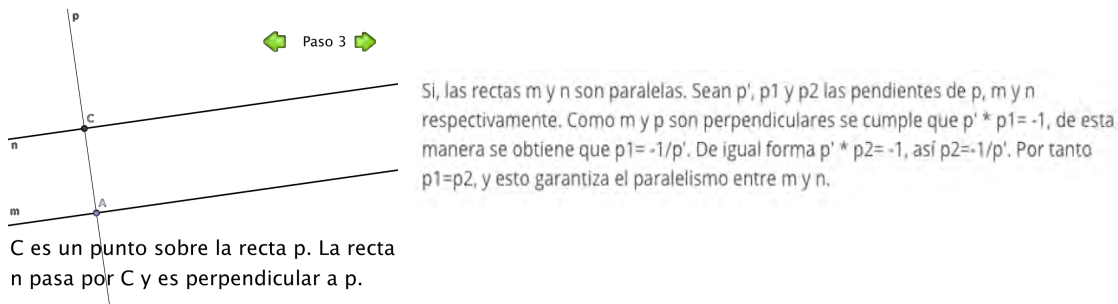 p
Paso 3
C
n
A
m
C es un punto sobre la recta p. La recta
n pasa por C y es perpendicular a p.
Si, las rectas m y n son paralelas. Sean p', p1 y p2 las pendientes de p, m y n
respectivamente. Como m y p son perpendiculares se cumple que p' * p1= -1, de esta
manera se obtiene que p1= -1/p'. De igual forma p' * p2= -1, así p2=-1/p'. Por tanto
p1=p2, y esto garantiza el paralelismo entre m y n.